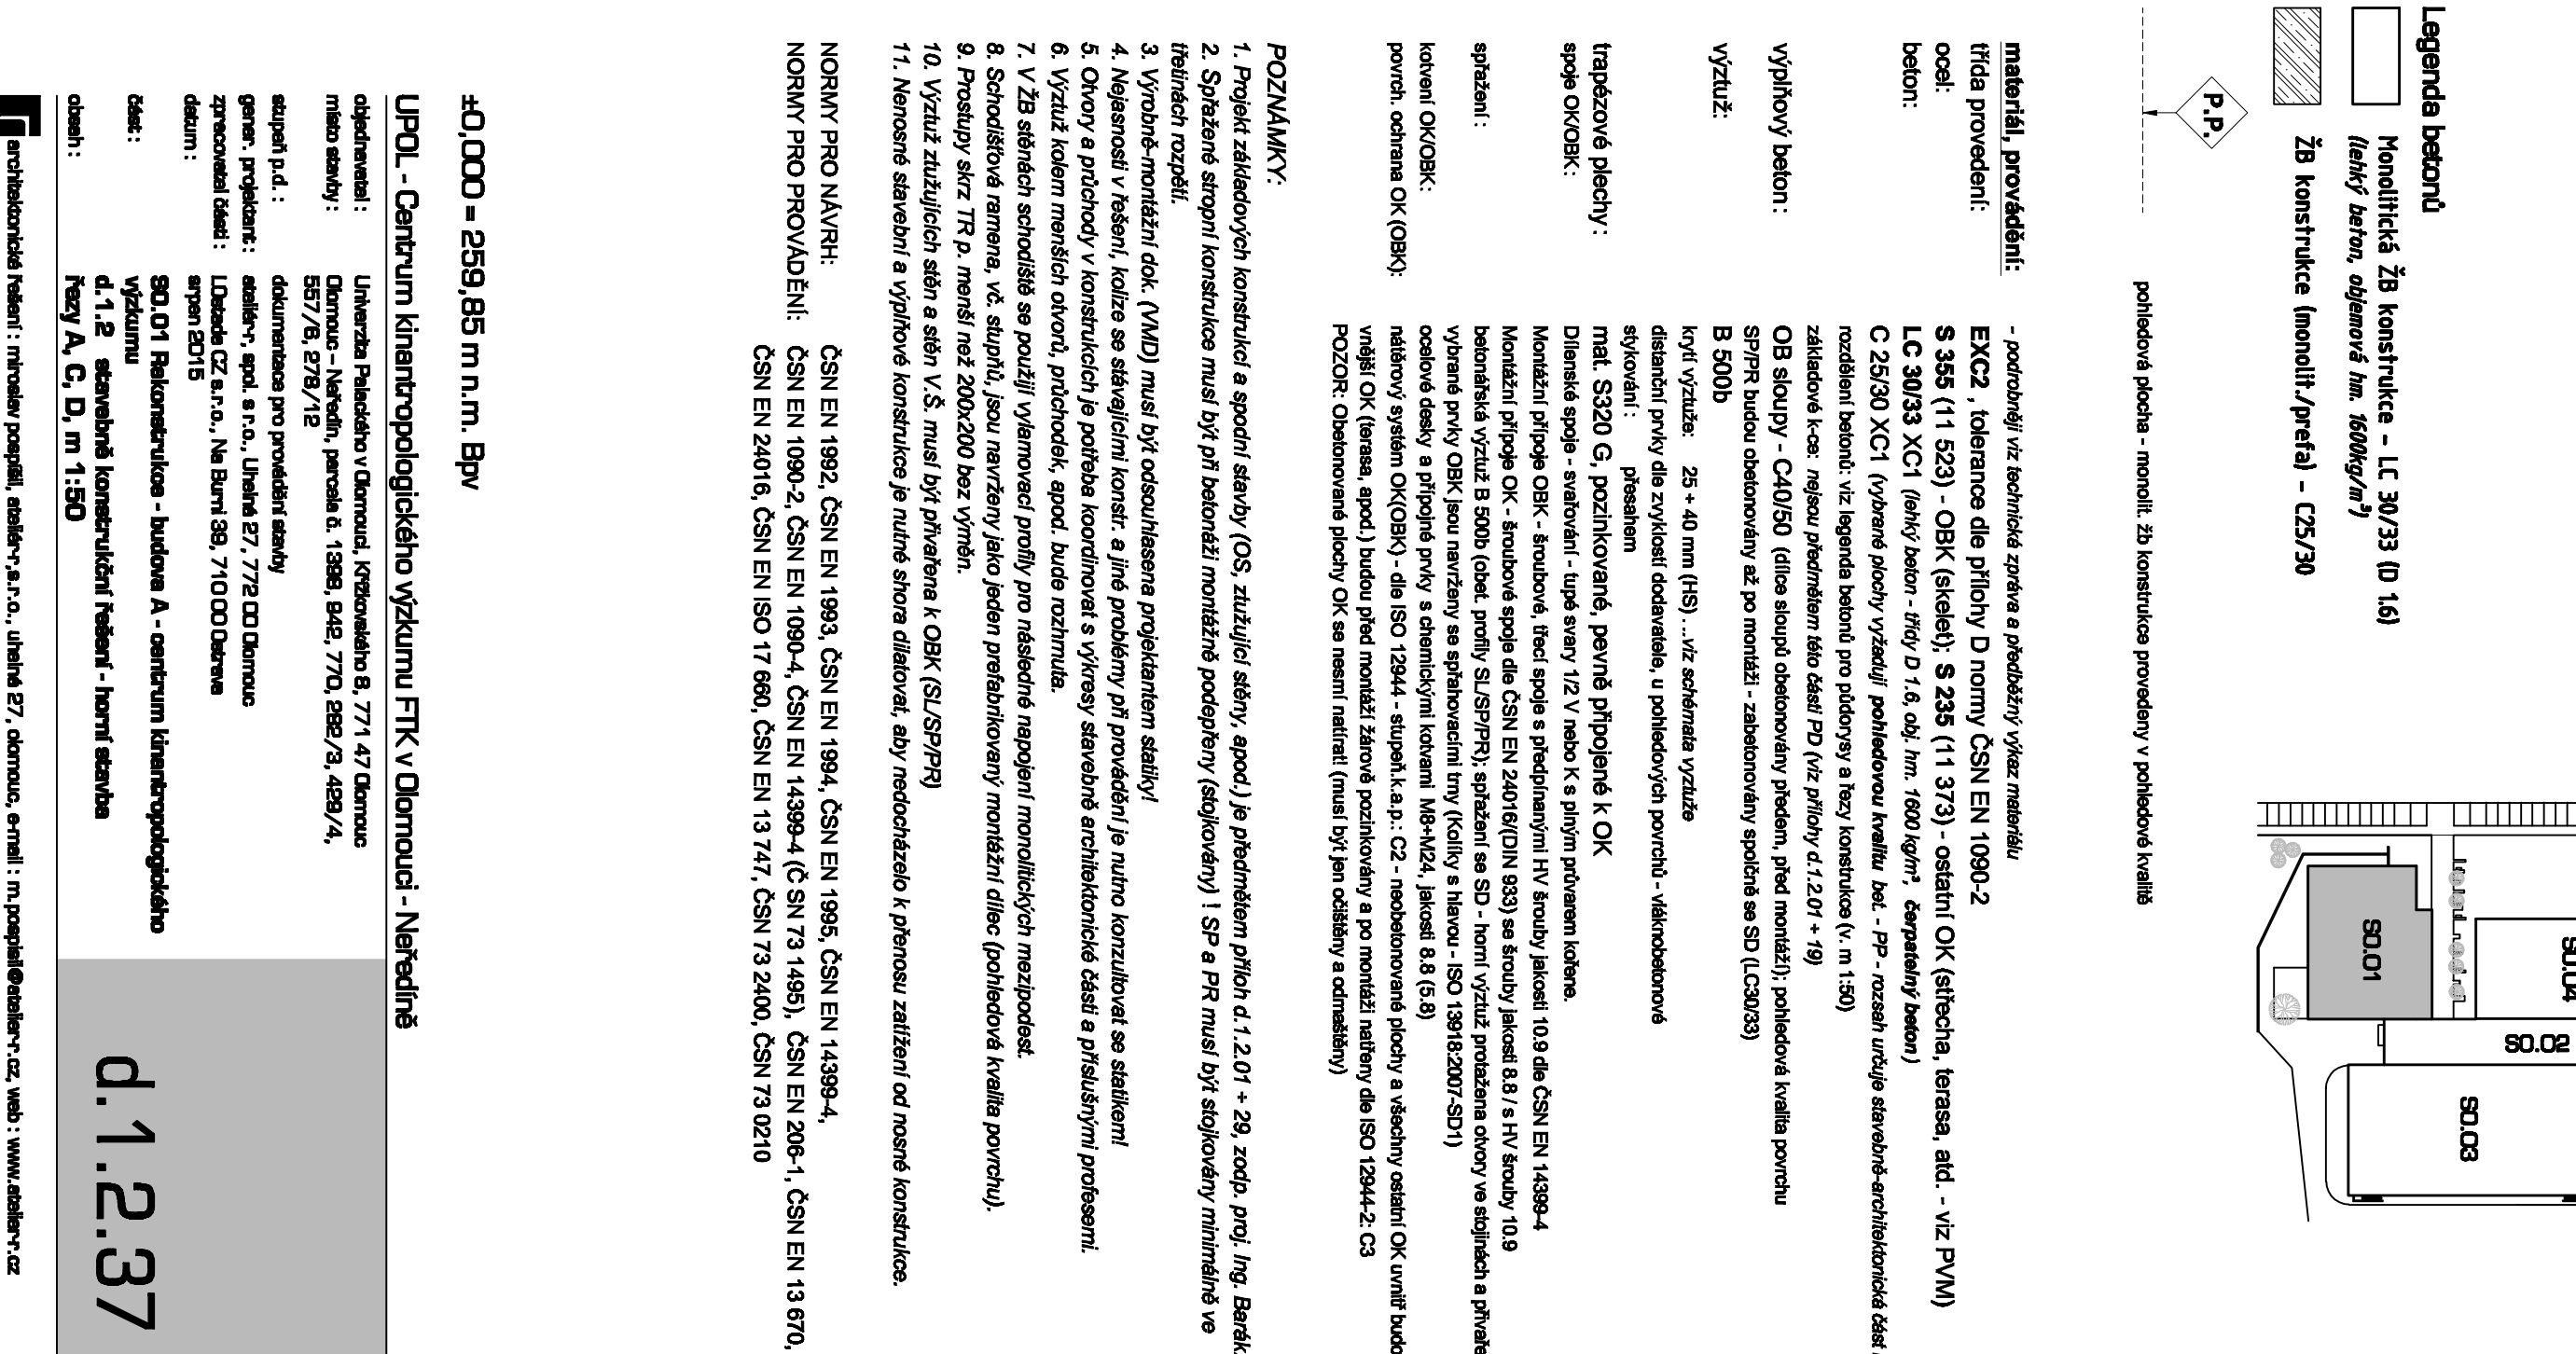 Legenda betonů
Monolitická ŽB konstrukce – LC 30/33 (D 1.6)
(lehký beton, objemová hm. 1600kg/m³)
ŽB konstrukce (monolit./prefa) – C25/30
P.P.
pohledová plocha - monolit. žb konstrukce provedeny v pohledové kvalitě
SO.01
SO.04
SO.02
SO.03
materiál, provádění: - podrobněji viz technická zpráva a předběžný výkaz materiálu
třída provedení: EXC2 , tolerance dle přílohy D normy ČSN EN 1090-2
ocel: S 355 (11 523) - OBK (skelet); S 235 (11 373) - ostatní OK (střecha, terasa, atd. - viz PVM)
beton: LC 30/33 XC1 (lehký beton - třídy D 1.6, obj. hm. 1600 kg/m³, čerpatelný beton)
C 25/30 XC1 (vybrané plochy vyžadují pohledovou kvalitu bet. - PP - rozsah určuje stavebně-architektonická část
rozdělení betonů: viz legenda betonů pro půdorysy a řezy konstrukce (v. m 1:50)
základové k-ce: nejsou předmětem této části PD (viz přílohy d.1.2.01 ÷ 19)
výplňový beton : OB sloupy - C40/50 (dílce sloupů obetonovány předem, před montáží); pohledová kvalita povrchu
SP/PR budou obetonovány až po montáži - zabetonovány společně se SD (LC30/33)
výztuž: B 500b
krytí výztuže: 25 ÷ 40 mm (HS) ...viz schémata vyztuže
distanční prvky dle zvyklostí dodavatele, u pohledových povrchů - vláknobetonové
stykování : přesahem
trapézové plechy : mat. S320 G, pozinkované, pevně připojené k OK
spoje OK/OBK: Dílenské spoje - svařování - tupé svary 1/2 V nebo K s plným průvarem kořene.
Montážní přípoje OBK - šroubové, třecí spoje s předpínanými HV šrouby jakosti 10.9 dle ČSN EN 14399-4
Montážní přípoje OK - šroubové spoje dle ČSN EN 24016/(DIN 933) se šrouby jakosti 8.8 / s HV šrouby 10.9
spřažení : betonářská výztuž B 500b (obet. profily SL/SP/PR); spřažení se SD - horní výztuž protažena otvory ve stojinách a přivaře
vybrané prvky OBK jsou navrženy se spřahovacími trny (Kolíky s hlavou - ISO 13918:2007-SD1)
kotvení OK/OBK : ocelové desky a přípojné prvky s chemickými kotvami M8÷M24, jakosti 8.8 (5.8)
povrch. ochrana OK (OBK): nátěrový systém OK(OBK) - dle ISO 12944 - stupeň.k.a.p.: C2 - neobetonované plochy a všechny ostatní OK uvnitř budo
vnější OK (terasa, apod.) budou před montáží žárově pozinkovány a po montáži natřeny dle ISO 12944-2: C3
POZOR: Obetonované plochy OK se nesmí natírat! (musí být jen očištěny a odmaštěny)
POZNÁMKY:
1. Projekt základových konstrukcí a spodní stavby (OS, ztužující stěny, apod.) je předmětem příloh d.1.2.01 ÷ 29, zodp. proj. Ing. Barák.
2. Spřažené stropní konstrukce musí být při betonáži montážně podepřeny (stojkovány) ! SP a PR musí být stojkovány minimálně ve
třetinách rozpětí.
3. Výrobně-montážní dok. (VMD) musí být odsouhlasena projektantem statiky!
4. Nejasnosti v řešení, kolize se stávajícími konstr. a jiné problémy při provádění je nutno konzultovat se statikem!
5. Otvory a průchody v konstrukcích je potřeba koordinovat s výkresy stavebně architektonické části a příslušnými profesemi.
6. Výztuž kolem menších otvorů, průchodek, apod. bude rozhrnuta.
7. V ŽB stěnách schodiště se použijí vylamovací profily pro následné napojení monolitických mezipodest.
8. Schodišťová ramena, vč. stupňů, jsou navrženy jako jeden prefabrikovaný montážní dílec (pohledová kvalita povrchu).
9. Prostupy skrz TR p. menší než 200x200 bez výměn.
10. Výztuž ztužujících stěn a stěn V.Š. musí být přivařena k OBK (SL/SP/PR)
11. Nenosné stavební a výplňové konstrukce je nutné shora dilatovat, aby nedocházelo k přenosu zatížení od nosné konstrukce.
NORMY PRO NÁVRH: ČSN EN 1992, ČSN EN 1993, ČSN EN 1994, ČSN EN 1995, ČSN EN 14399-4,
NORMY PRO PROVÁDĚNÍ: ČSN EN 1090-2, ČSN EN 1090-4, ČSN EN 14399-4 (Č SN 73 1495), ČSN EN 206-1, ČSN EN 13 670,
ČSN EN 24016, ČSN EN ISO 17 660, ČSN EN 13 747, ČSN 73 2400, ČSN 73 0210
±0,000 = 259,85 m n.m. Bpv
UPOL - Centrum kinantropologického výzkumu FTK v Olomouci - Neředíně
objednavatel : Univerzita Palackého v Olomouci, Křížkovského 8, 771 47 Olomouc
místo stavby : Olomouc – Neředín, parcela č. 1398, 942, 770, 282/3, 429/4,
557/6, 278/12
stupeň p.d. : dokumentace pro provádění stavby
gener. projektant : ateliér-r, spol. s r.o., Uhelná 27, 772 00 Olomouc
zpracovatel části : LOstade CZ s.r.o., Na Burni 39, 710 00 Ostrava
datum : srpen 2015
část : SO.01 Rekonstrukce - budova A - centrum kinantropologického
výzkumu
d.1.2 stavebně konstrukční řešení - horní stavba
obsah : řezy A, C, D, m 1:50
d.1.2.37
architektonické řešení : miroslav pospíšil, ateliér-r,s.r.o., uhelná 27, olomouc, e-mail : m.pospisil@atelier-r.cz, web : www.atelier-r.cz